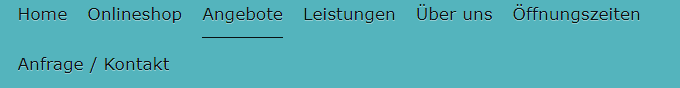 Home Onlineshop Angebote Leistungen Über uns Öffnungszeiten
Anfrage / Kontakt